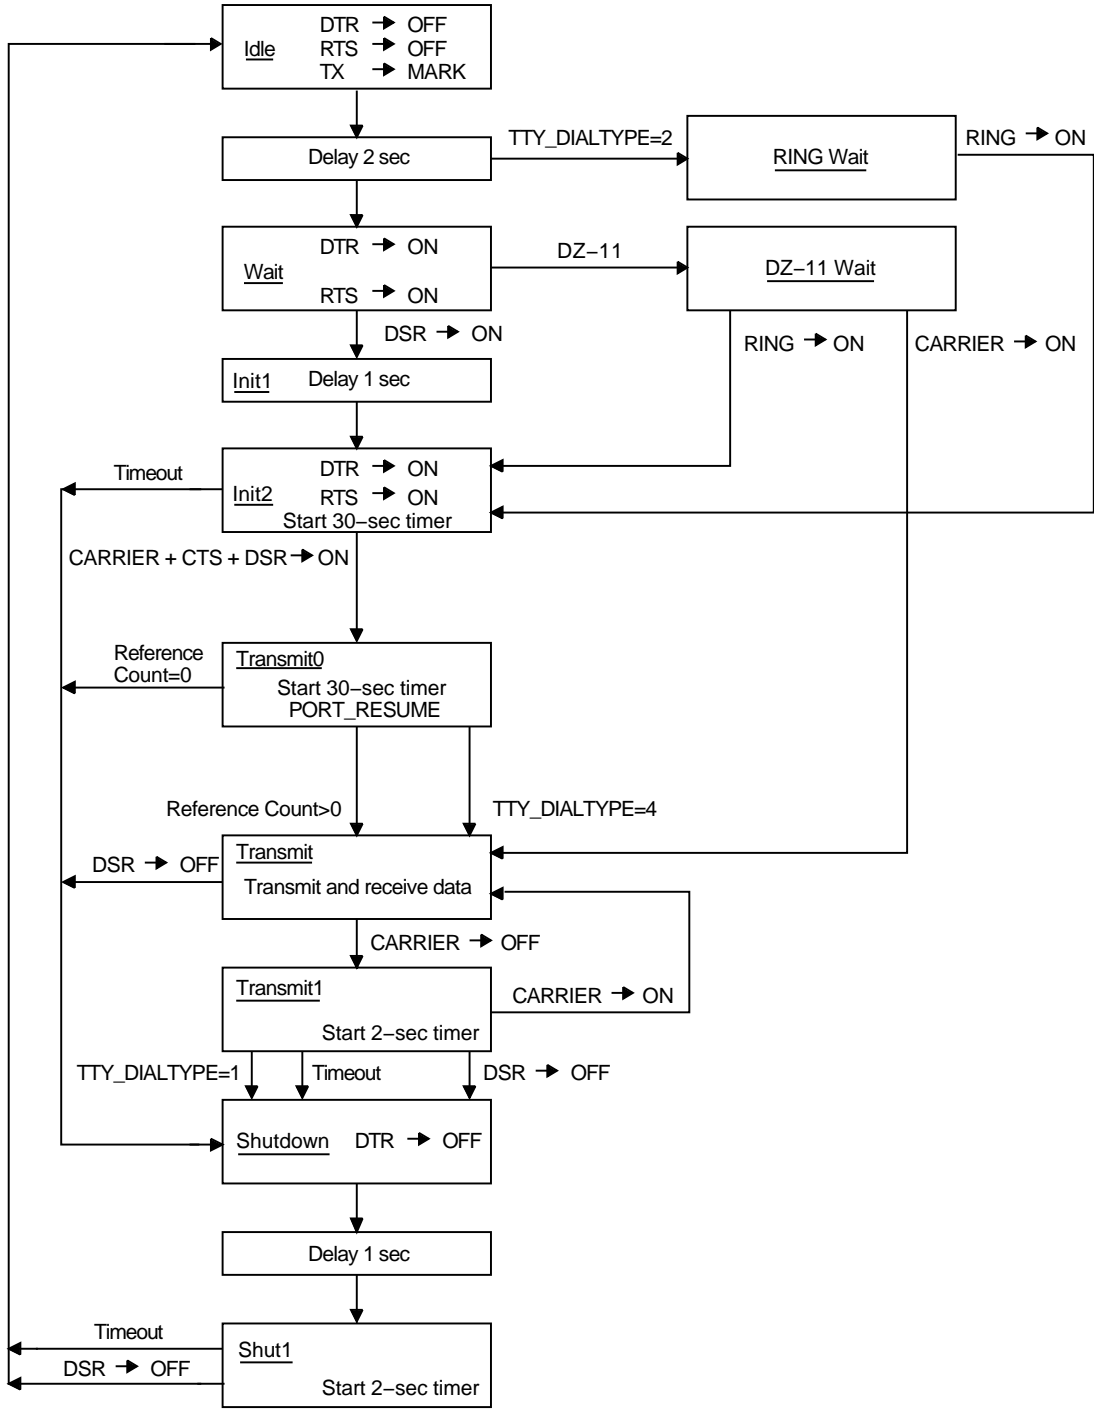 DTR → OFF
Idle RTS → OFF
TX → MARK
Delay 2 sec
TTY_DIALTYPE=2
RING Wait
RING → ON
DTR → ON
Wait
RTS → ON
DZ−11
DZ−11 Wait
DSR → ON
RING → ON
CARRIER → ON
Init1 Delay 1 sec
Timeout
DTR → ON
Init2 RTS → ON
Start 30−sec timer
CARRIER + CTS + DSR → ON
Reference
Count=0
Transmit0
Start 30−sec timer
PORT_RESUME
Reference Count>0
TTY_DIALTYPE=4
DSR → OFF
Transmit
Transmit and receive data
CARRIER → OFF
Transmit1
Start 2−sec timer
CARRIER → ON
TTY_DIALTYPE=1
Timeout
DSR → OFF
Shutdown DTR → OFF
Delay 1 sec
Timeout
DSR → OFF
Shut1
Start 2−sec timer